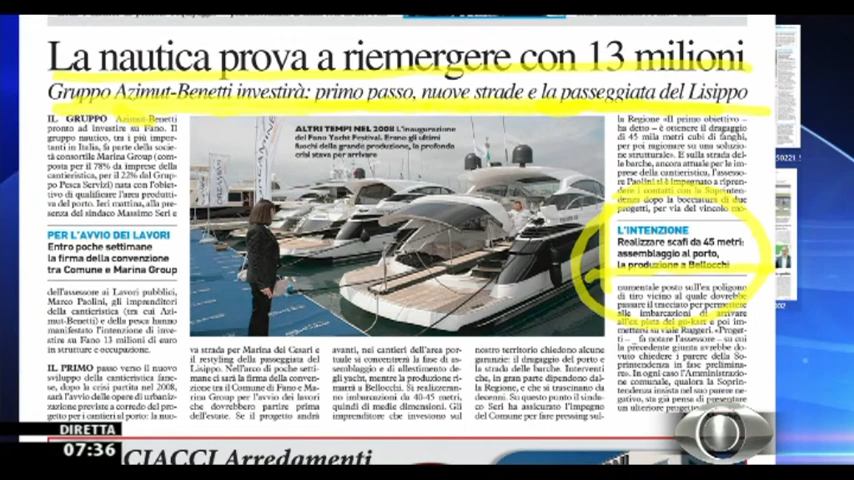 La nautica prova a riemergere con 13 milioni
Gruppo Azimut-Benetti investirà: primo passo, nuove strade e la passeggiata del Lisippo
IL GRUPPO Azimut-Benetti
pronto ad investire su Fano. Il
gruppo nautico, tra i più impor-
tanti in Italia, fa parte della so-
cietà consortile Marina Group (com-
posta per il 78% da imprese della
cantieristica, per il 22% dal Gru-
po Pesca Servizi) nata con l'obiet-
tivo di qualificare l'area produtti-
va del porto. Ieri mattina, alla pre-
senza del sindaco Massimo Seri e
PER L'AVVIO DEI LAVORI
Entro poche settimane
la firma della convenzione
tra Comune e Marina Group
dell'assessore ai Lavori pubblici,
Marco Paolini, gli imprenditori
della cantieristica (tra cui Azi-
mut-Benetti) e della pesca hanno
manifestato l'intenzione di inve-
stire su Fano 13 milioni di euro
in strutture e occupazione.
IL PRIMO passo verso il nuovo
sviluppo della cantieristica fane-
se, dopo la crisi partita nel 2008,
sarà l'avvio delle opere di urbaniz-
zazione previste a corredo del pro-
getto per i cantieri al porto: la nuo-
ALTRI TEMPI NEL 2008 L'inaugurazione
del Fano Yacht Festival. Erano gli ultimi
fuochi della grande produzione, la profonda
crisi stava per arrivare
va strada per Marina dei Cesari e
il restyling della passeggiata del
Lisippo. Nell'arco di poche setti-
mane ci sarà la firma della conven-
zione tra il Comune di Fano e Ma-
rina Group per l'avvio dei lavori
che dovrebbero partire prima
dell'estate. Se il progetto andrà
avanti, nei cantieri dell'area por-
tuale si concentrerà la fase di as-
semblaggio e di allestimento de-
gli yacht, mentre la produzione ri-
marrà a Bellocchi. Si realizzeran-
no imbarcazioni da 40-45 metri,
quindi di medie dimensioni. Gli
imprenditore che investono sul
nostro territorio chiedono alcune
garanzie: il dragaggio del porto e
la strada delle barche. Interventi
che, in gran parte dipendono dal-
la Regione, e che si trascinano da
decenni. Su questo punto il sinda-
co Seri ha assicurato l'impegno
del Comune per fare pressing sul-
la Regione «Il primo obiettivo –
ha detto – è ottenere il dragaggio
di 45 mila metri cubi di fanghi,
per poi ragionare su una soluzio-
ne strutturale». E sulla strada del-
le barche, ancora attuale per le im-
prese della cantieristica, l'assesso-
re Paolini si è impegnato a ripren-
dere i contatti con la Soprinten-
denza dopo la bocciatura di due
progetti, per via del vincolo mo-
L'INTENZIONE
Realizzare scafi da 45 metri:
assemblaggio al porto,
la produzione a Bellocchi
numentale posto sull'ex poligono
di tiro vicino al quale dovrebbe
passare il tracciato per permettere
alle imbarcazioni di arrivare
all'ex pista dei go-kart e poi im-
mettersi su viale Ruggeri. «Proget-
ti – fa notare l'assessore – su cui
la precedente giunta avrebbe do-
vuto chiedere i parere della So-
printendenza in fase prelimina-
re». In ogni caso l'Amministrazio-
ne comunale, qualora la Soprin-
tendenza insista nel suo parere ne-
gativo, sta già pensa di presentare
un ulteriore progetto
CIACCI Arredamenti
DIRETTA
07:36